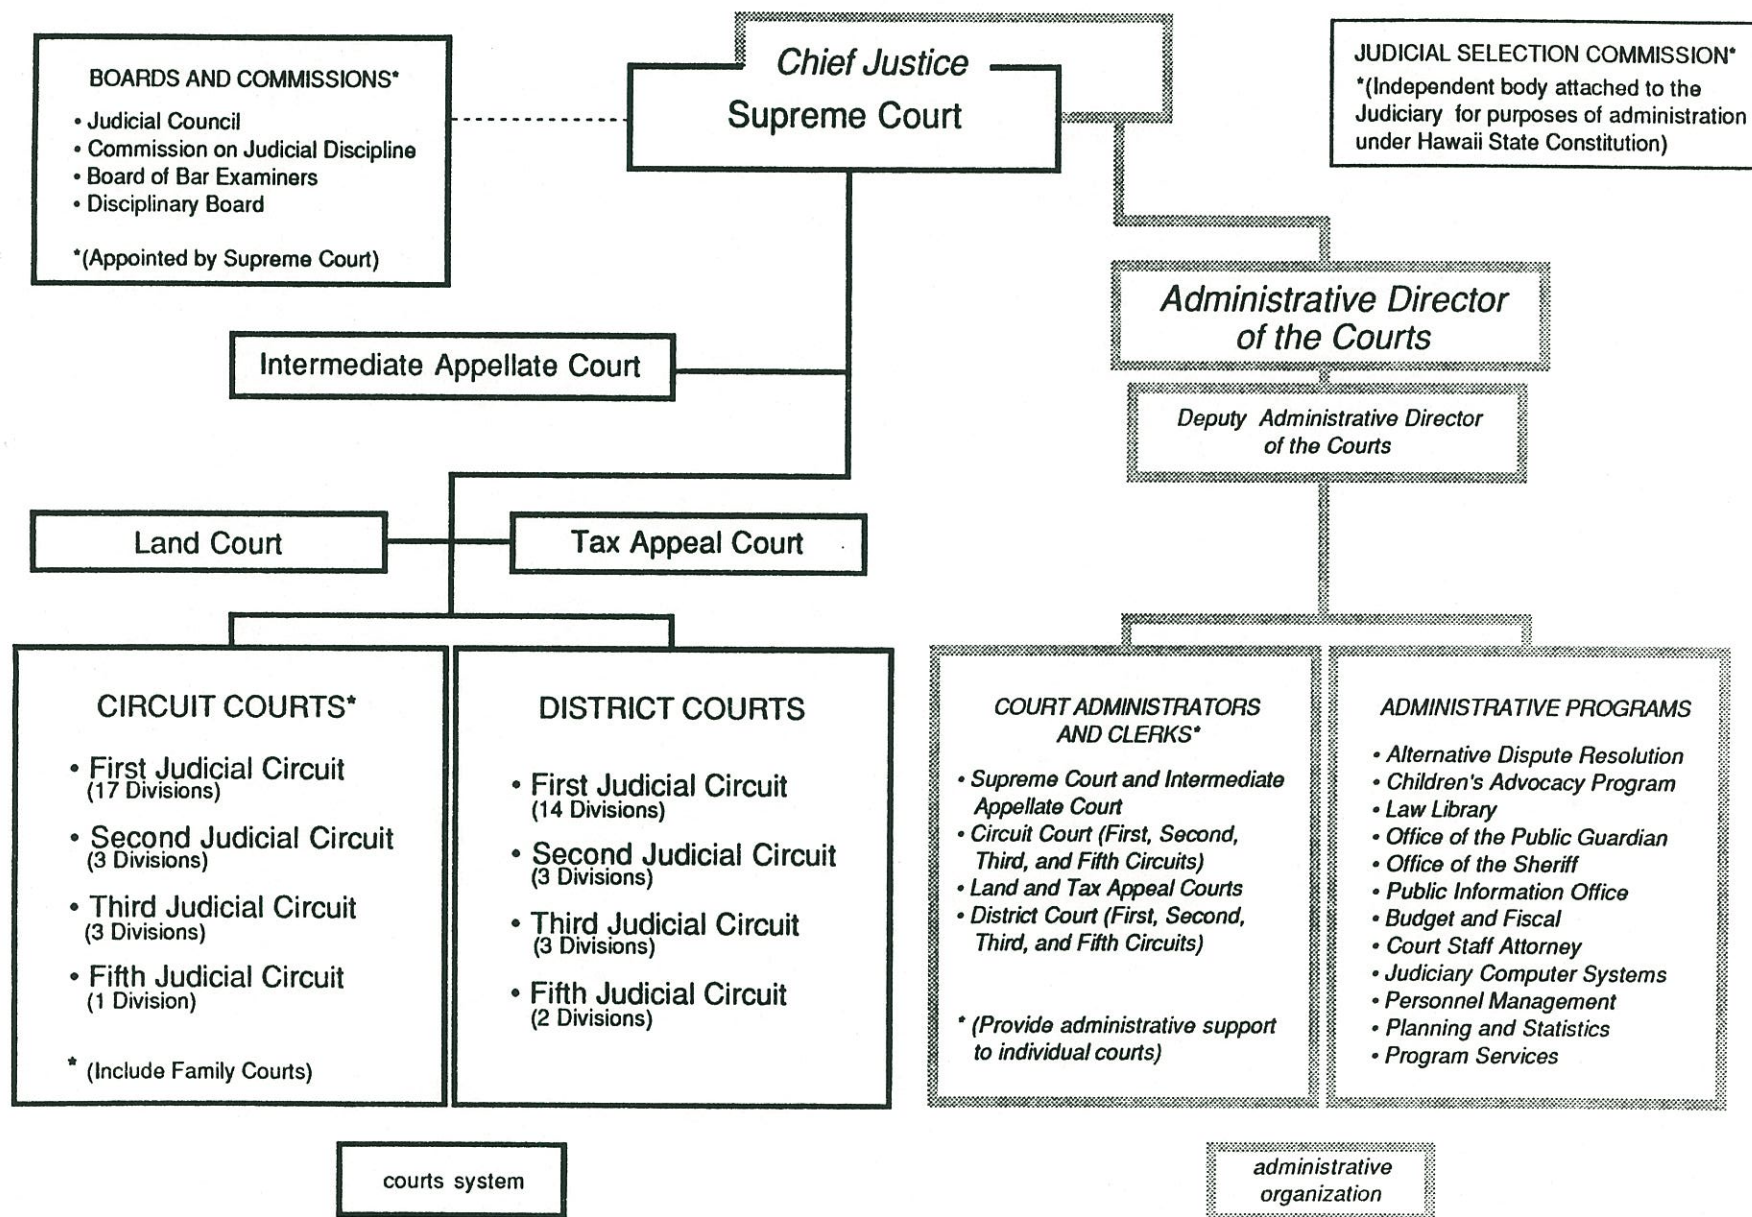 BOARDS AND COMMISSIONS*
• Judicial Council
• Commission on Judicial Discipline
• Board of Bar Examiners
• Disciplinary Board
*(Appointed by Supreme Court)
Chief Justice
Supreme Court
JUDICIAL SELECTION COMMISSION*
*(Independent body attached to the
Judiciary for purposes of administration
under Hawaii State Constitution)
Administrative Director
of the Courts
Deputy Administrative Director
of the Courts
Intermediate Appellate Court
Land Court
Tax Appeal Court
CIRCUIT COURTS*
• First Judicial Circuit
(17 Divisions)
• Second Judicial Circuit
(3 Divisions)
• Third Judicial Circuit
(3 Divisions)
• Fifth Judicial Circuit
(1 Division)
* (Include Family Courts)
DISTRICT COURTS
• First Judicial Circuit
(14 Divisions)
• Second Judicial Circuit
(3 Divisions)
• Third Judicial Circuit
(3 Divisions)
• Fifth Judicial Circuit
(2 Divisions)
COURT ADMINISTRATORS
AND CLERKS*
• Supreme Court and Intermediate
Appellate Court
• Circuit Court (First, Second,
Third, and Fifth Circuits)
• Land and Tax Appeal Courts
• District Court (First, Second,
Third, and Fifth Circuits)
* (Provide administrative support
to individual courts)
ADMINISTRATIVE PROGRAMS
• Alternative Dispute Resolution
• Children's Advocacy Program
• Law Library
• Office of the Public Guardian
• Office of the Sheriff
• Public Information Office
• Budget and Fiscal
• Court Staff Attorney
• Judiciary Computer Systems
• Personnel Management
• Planning and Statistics
• Program Services
courts system
administrative
organization